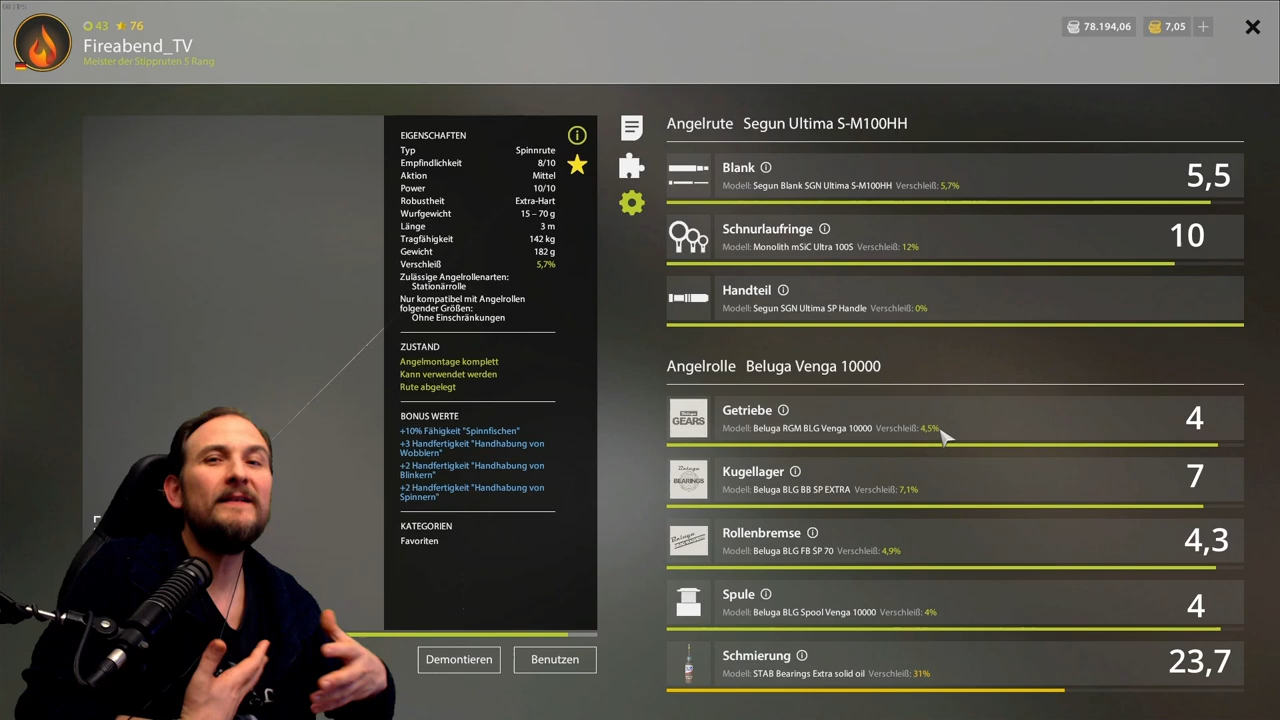 43 76
Fireabend_TV
Meister der Stippruten 5 Rang
78.194,06 7,05
EIGENSCHAFTEN
Typ Spinnrute
Empfindlichkeit 8/10
Aktion Mittel
Power 10/10
Robustheit Extra-Hart
Wurfgewicht 15 – 70 g
Länge 3 m
Tragfähigkeit 142 kg
Gewicht 182 g
Verschleiß 5,7%
Zulässige Angelrollenarten:
Stationärrolle
Nur kompatibel mit Angelrollen
folgender Größen:
Ohne Einschränkungen
ZUSTAND
Angelmontage komplett
Kann verwendet werden
Rute abgelegt
BONUS WERTE
+10% Fähigkeit "Spinnfischen"
+3 Handfertigkeit "Handhabung von
Wobblern"
+2 Handfertigkeit "Handhabung von
Blinkern"
+2 Handfertigkeit "Handhabung von
Spinnern"
KATEGORIEN
Favoriten
Demontieren Benutzen
Angelrute Segun Ultima S-M100HH
Blank
Modell: Segun Blank SGN Ultima S-M100HH Verschleiß: 5,7%
5,5
Schnurlaufringe
Modell: Monolith mSiC Ultra 100S Verschleiß: 12%
10
Handteil
Modell: Segun SGN Ultima SP Handle Verschleiß: 0%
Angelrolle Beluga Venga 10000
GEARS
Getriebe
Modell: Beluga RGM BLG Venga 10000 Verschleiß: 4,5%
4
Beluga
BEARINGS
Kugellager
Modell: Beluga BLG BB SP EXTRA Verschleiß: 7,1%
7
Rollenbremse
Modell: Beluga BLG FB SP 70 Verschleiß: 4,9%
4,3
Spule
Modell: Beluga BLG Spool Venga 10000 Verschleiß: 4%
4
Schmierung
Modell: STAB Bearings Extra solid oil Verschleiß: 31%
23,7